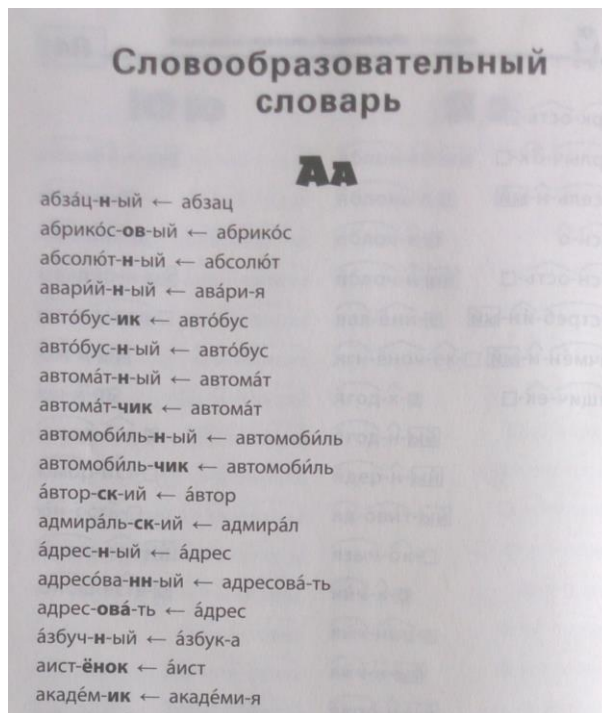 Словообразовательный
словарь
Аа
абза́ц-н-ый ← абзац
абрико́с-ов-ый ← абрико́с
абсолю́т-н-ый ← абсолю́т
авари́й-н-ый ← ава́ри-я
авто́бус-ик ← авто́бус
авто́бус-н-ый ← авто́бус
автома́т-н-ый ← автома́т
автома́т-чик ← автома́т
автомоби́ль-н-ый ← автомоби́ль
автомоби́ль-чик ← автомоби́ль
а́втор-ск-ий ← а́втор
адмира́ль-ск-ий ← адмира́л
а́дрес-н-ый ← а́дрес
адресо́ва-нн-ый ← адресова́-ть
адрес-ова́-ть ← а́дрес
а́збуч-н-ый ← а́збук-а
аист-ёнок ← а́ист
акаде́м-ик ← акаде́ми-я